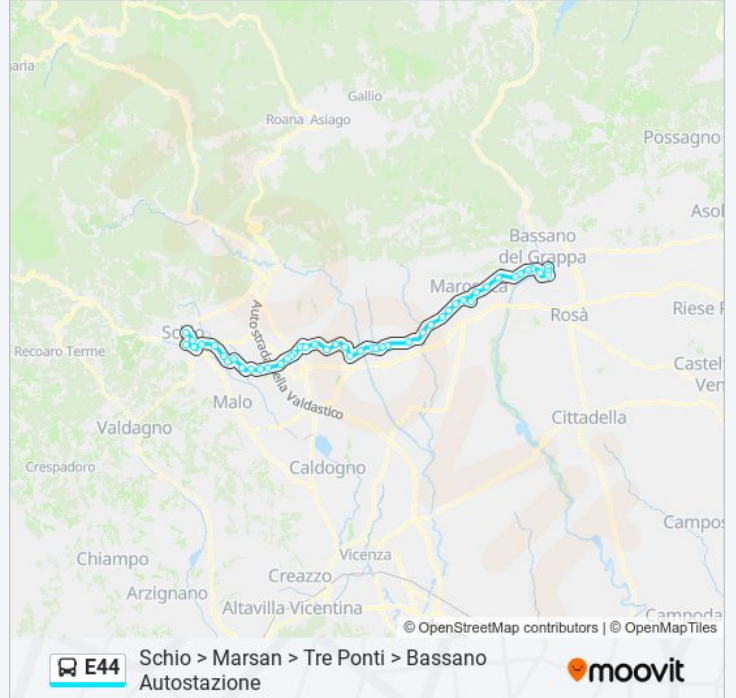 aria
Gallio
Roana Asiago
Possagno
Asol
Bassano
del Grappa
Rosà
Riese P
Recoaro Terme
Autostrada della Valdastico
Castel
Ven
Malo
Valdagno
Cittadella
Crespadoro
Caldogno
Campos
Chiampo
Vicenza
Creazzo
Arzignano
Altavilla Vicentina
Campoda
© OpenStreetMap contributors | © OpenMapTiles
E44
Schio > Marsan > Tre Ponti > Bassano
Autostazione
moovit